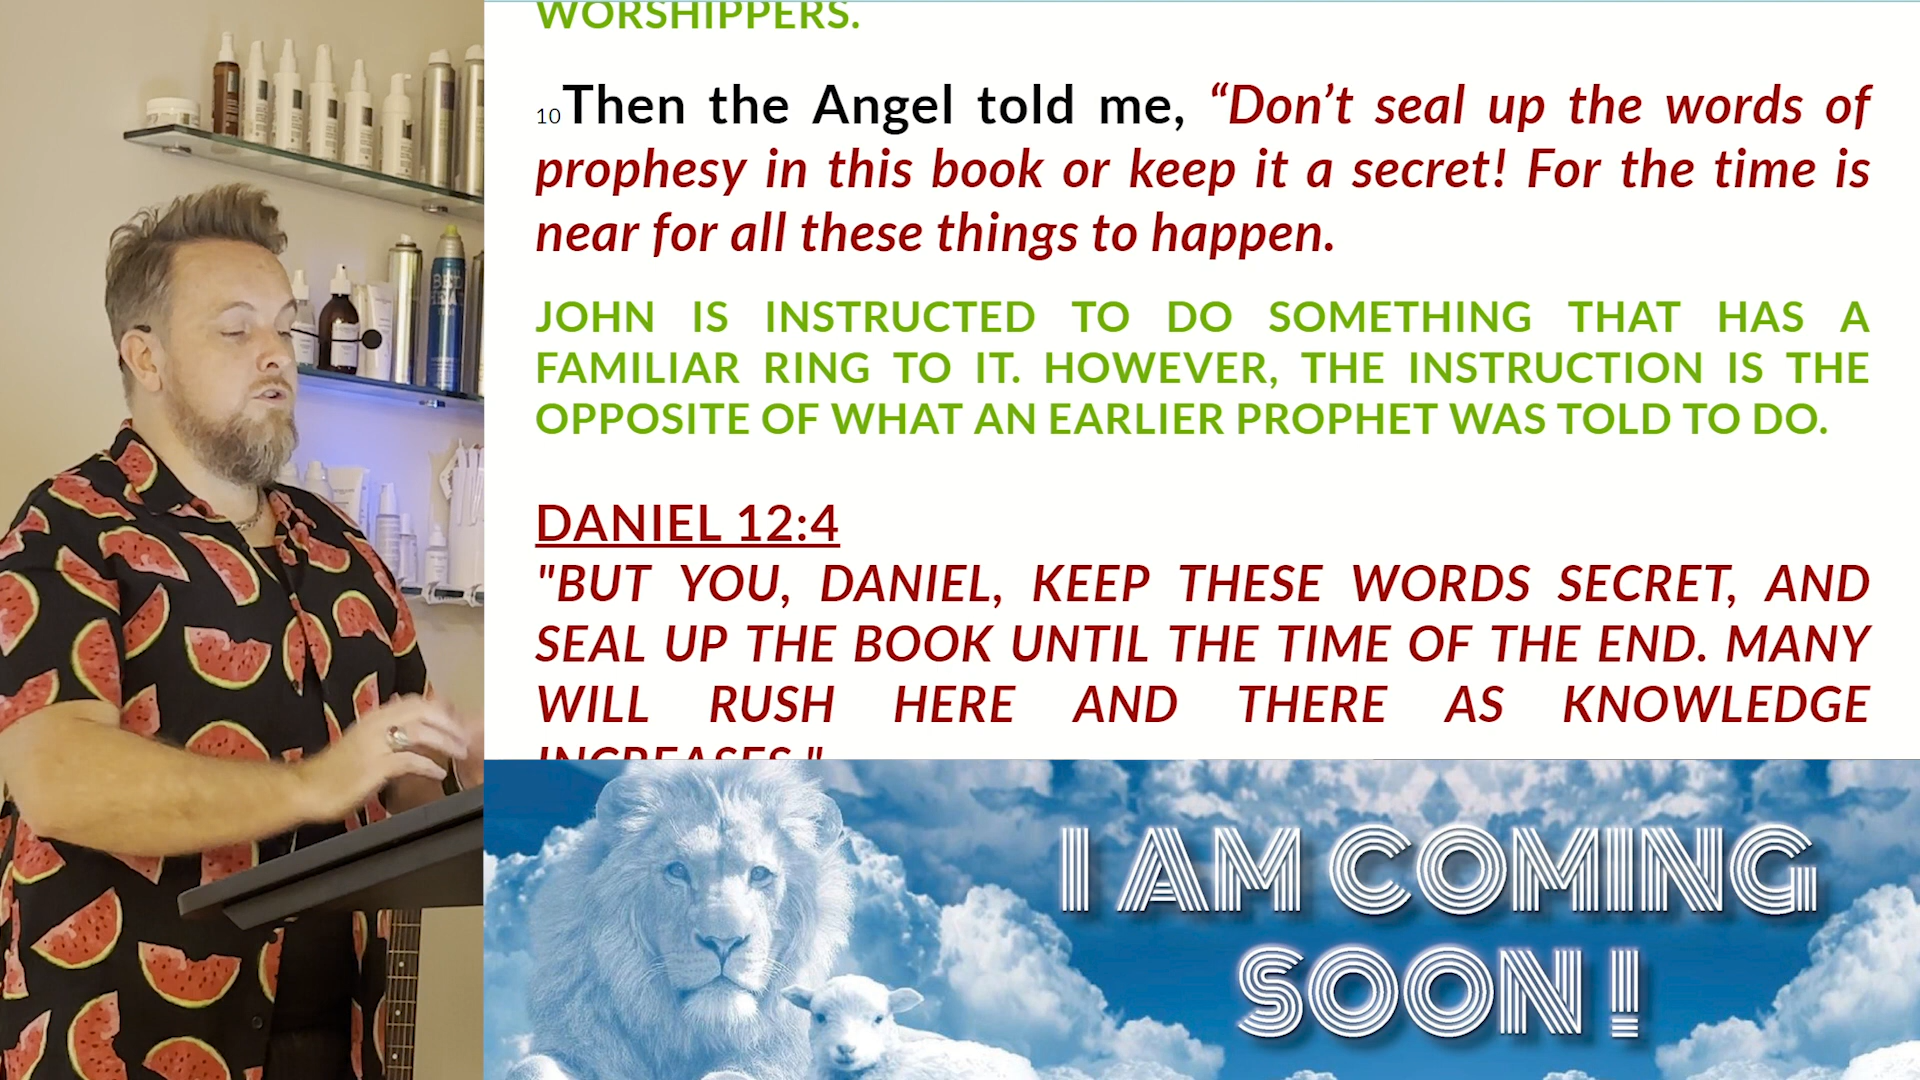 WORSHIPPERS.
10Then the Angel told me, “Don’t seal up the words of
prophesy in this book or keep it a secret! For the time is
near for all these things to happen.
JOHN IS INSTRUCTED TO DO SOMETHING THAT HAS A
FAMILIAR RING TO IT. HOWEVER, THE INSTRUCTION IS THE
OPPOSITE OF WHAT AN EARLIER PROPHET WAS TOLD TO DO.
DANIEL 12:4
"BUT YOU, DANIEL, KEEP THESE WORDS SECRET, AND
SEAL UP THE BOOK UNTIL THE TIME OF THE END. MANY
WILL RUSH HERE AND THERE AS KNOWLEDGE
INCREASES."
I AM COMING
SOON!